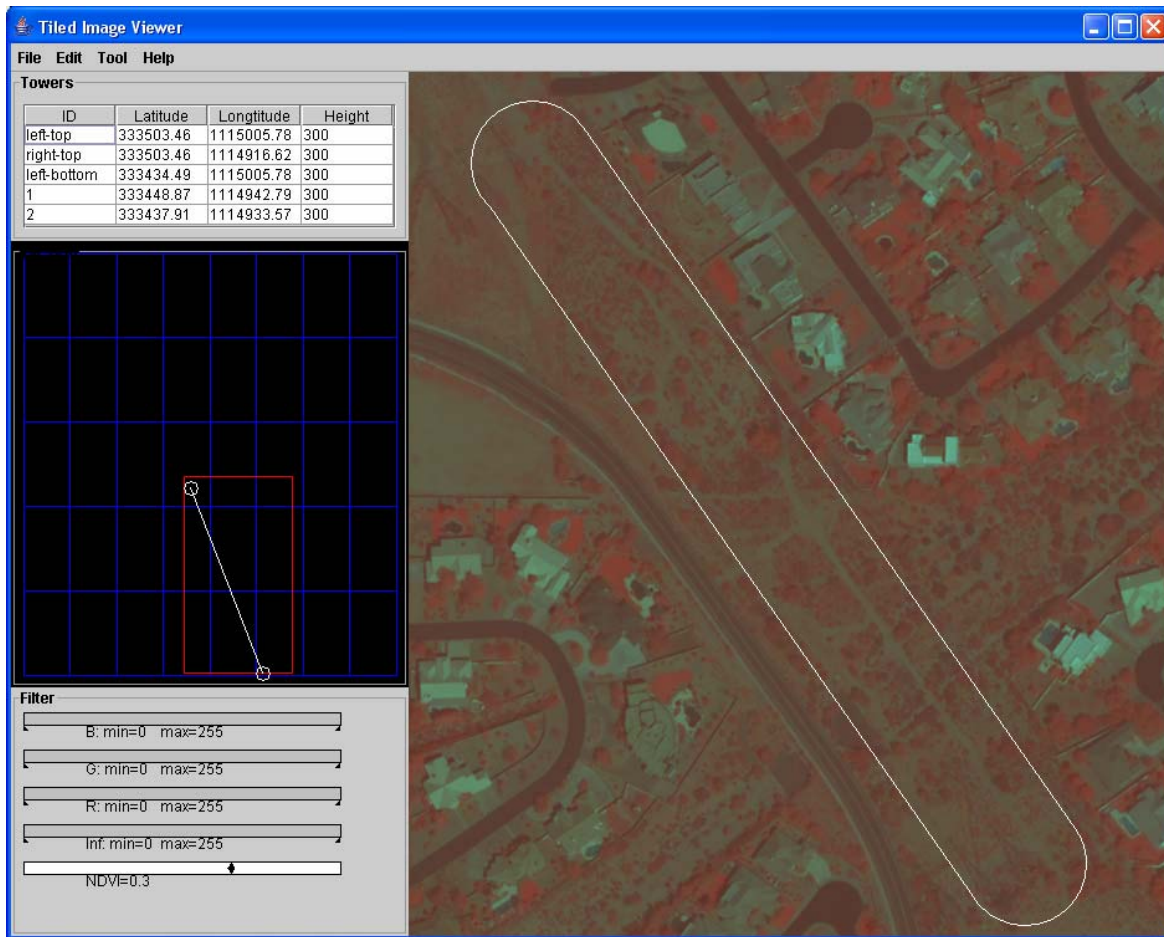 Tiled Image Viewer
File Edit Tool Help
Towers
ID Latitude Longtitude Height
left-top 333503.46 1115005.78 300
right-top 333503.46 1114916.62 300
left-bottom 333434.49 1115005.78 300
1 333448.87 1114942.79 300
2 333437.91 1114933.57 300
Filter
B: min=0 max=255
G: min=0 max=255
R: min=0 max=255
Inf: min=0 max=255
NDVI=0.3